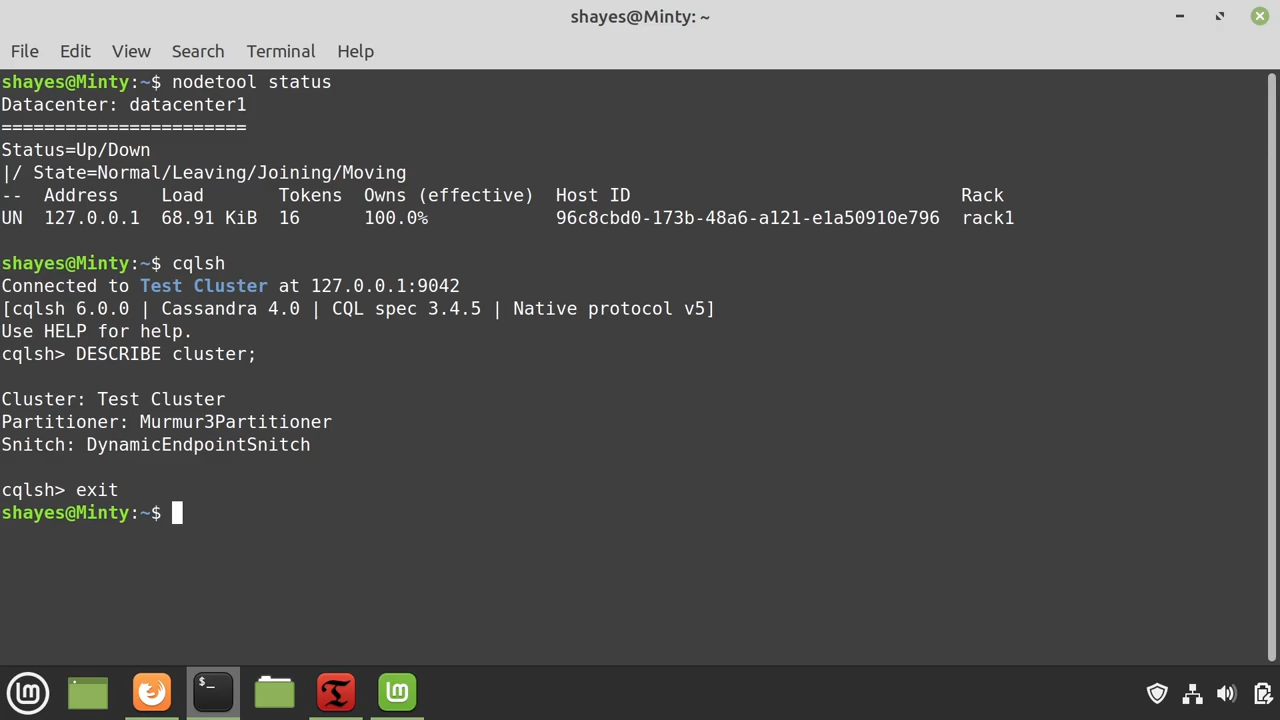 shayes@Minty: ~
File Edit View Search Terminal Help
shayes@Minty:~$ nodetool status
Datacenter: datacenter1
=======================
Status=Up/Down
|/ State=Normal/Leaving/Joining/Moving
--  Address    Load       Tokens  Owns (effective)  Host ID                               Rack
UN  127.0.0.1  68.91 KiB  16      100.0%            96c8cbd0-173b-48a6-a121-e1a50910e796  rack1
shayes@Minty:~$ cqlsh
Connected to Test Cluster at 127.0.0.1:9042
[cqlsh 6.0.0 | Cassandra 4.0 | CQL spec 3.4.5 | Native protocol v5]
Use HELP for help.
cqlsh> DESCRIBE cluster;
Cluster: Test Cluster
Partitioner: Murmur3Partitioner
Snitch: DynamicEndpointSnitch
cqlsh> exit
shayes@Minty:~$